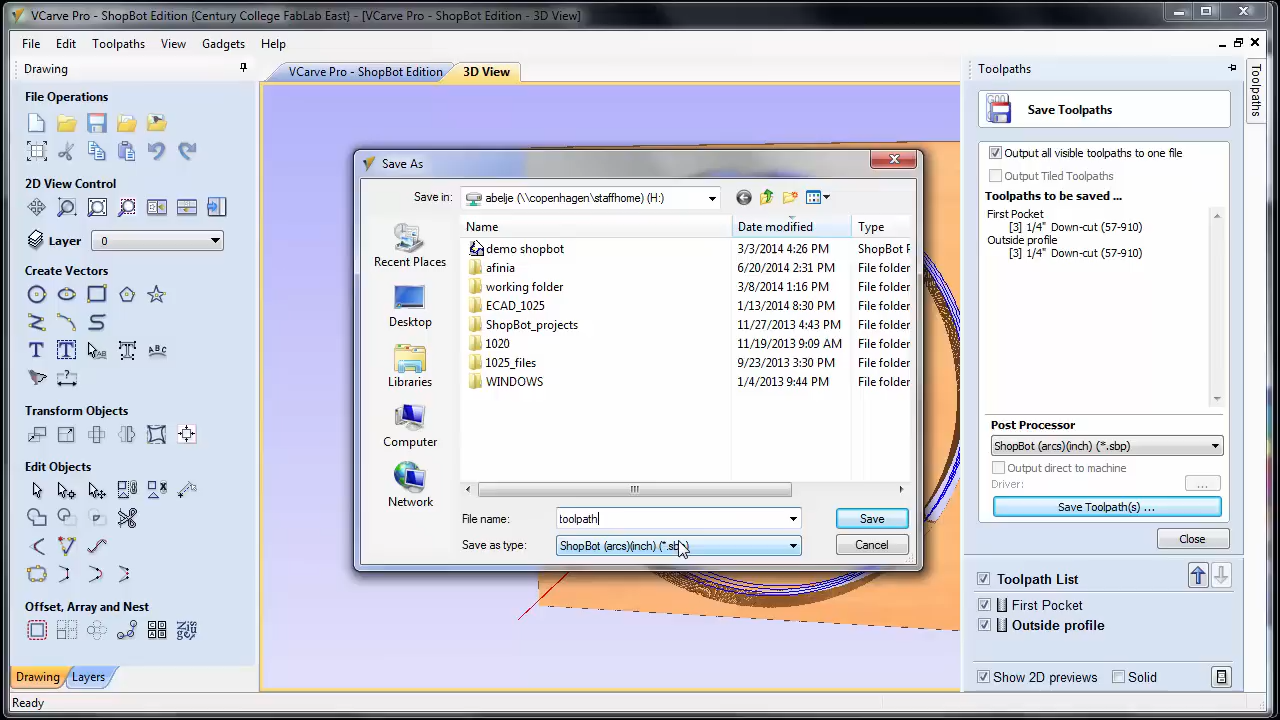 VCarve Pro - ShopBot Edition {Century College FabLab East} - [VCarve Pro - ShopBot Edition - 3D View]
File Edit Toolpaths View Gadgets Help
Drawing
File Operations
2D View Control
Layer 0
Create Vectors
Transform Objects
Edit Objects
Offset, Array and Nest
Drawing Layers
Ready
VCarve Pro - ShopBot Edition 3D View
Save As
Save in: abelje (\\copenhagen\staffhome) (H:)
Recent Places
Desktop
Libraries
Computer
Network
Name Date modified Type
demo shopbot 3/3/2014 4:26 PM ShopBot P
afinia 6/20/2014 2:31 PM File folder
working folder 3/8/2014 1:16 PM File folder
ECAD_1025 1/13/2014 8:30 PM File folder
ShopBot_projects 11/27/2013 4:43 PM File folder
1020 11/19/2013 9:09 AM File folder
1025_files 9/23/2013 3:30 PM File folder
WINDOWS 1/4/2013 9:44 PM File folder
File name: toolpath Save
Save as type: ShopBot (arcs)(inch) (*.sbp) Cancel
Toolpaths
Toolpaths
Save Toolpaths
Output all visible toolpaths to one file
Output Tiled Toolpaths
Toolpaths to be saved ...
First Pocket
[3] 1/4" Down-cut (57-910)
Outside profile
[3] 1/4" Down-cut (57-910)
Post Processor
ShopBot (arcs)(inch) (*.sbp)
Output direct to machine
Driver: ...
Save Toolpath(s) ...
Close
Toolpath List
First Pocket
Outside profile
Show 2D previews Solid